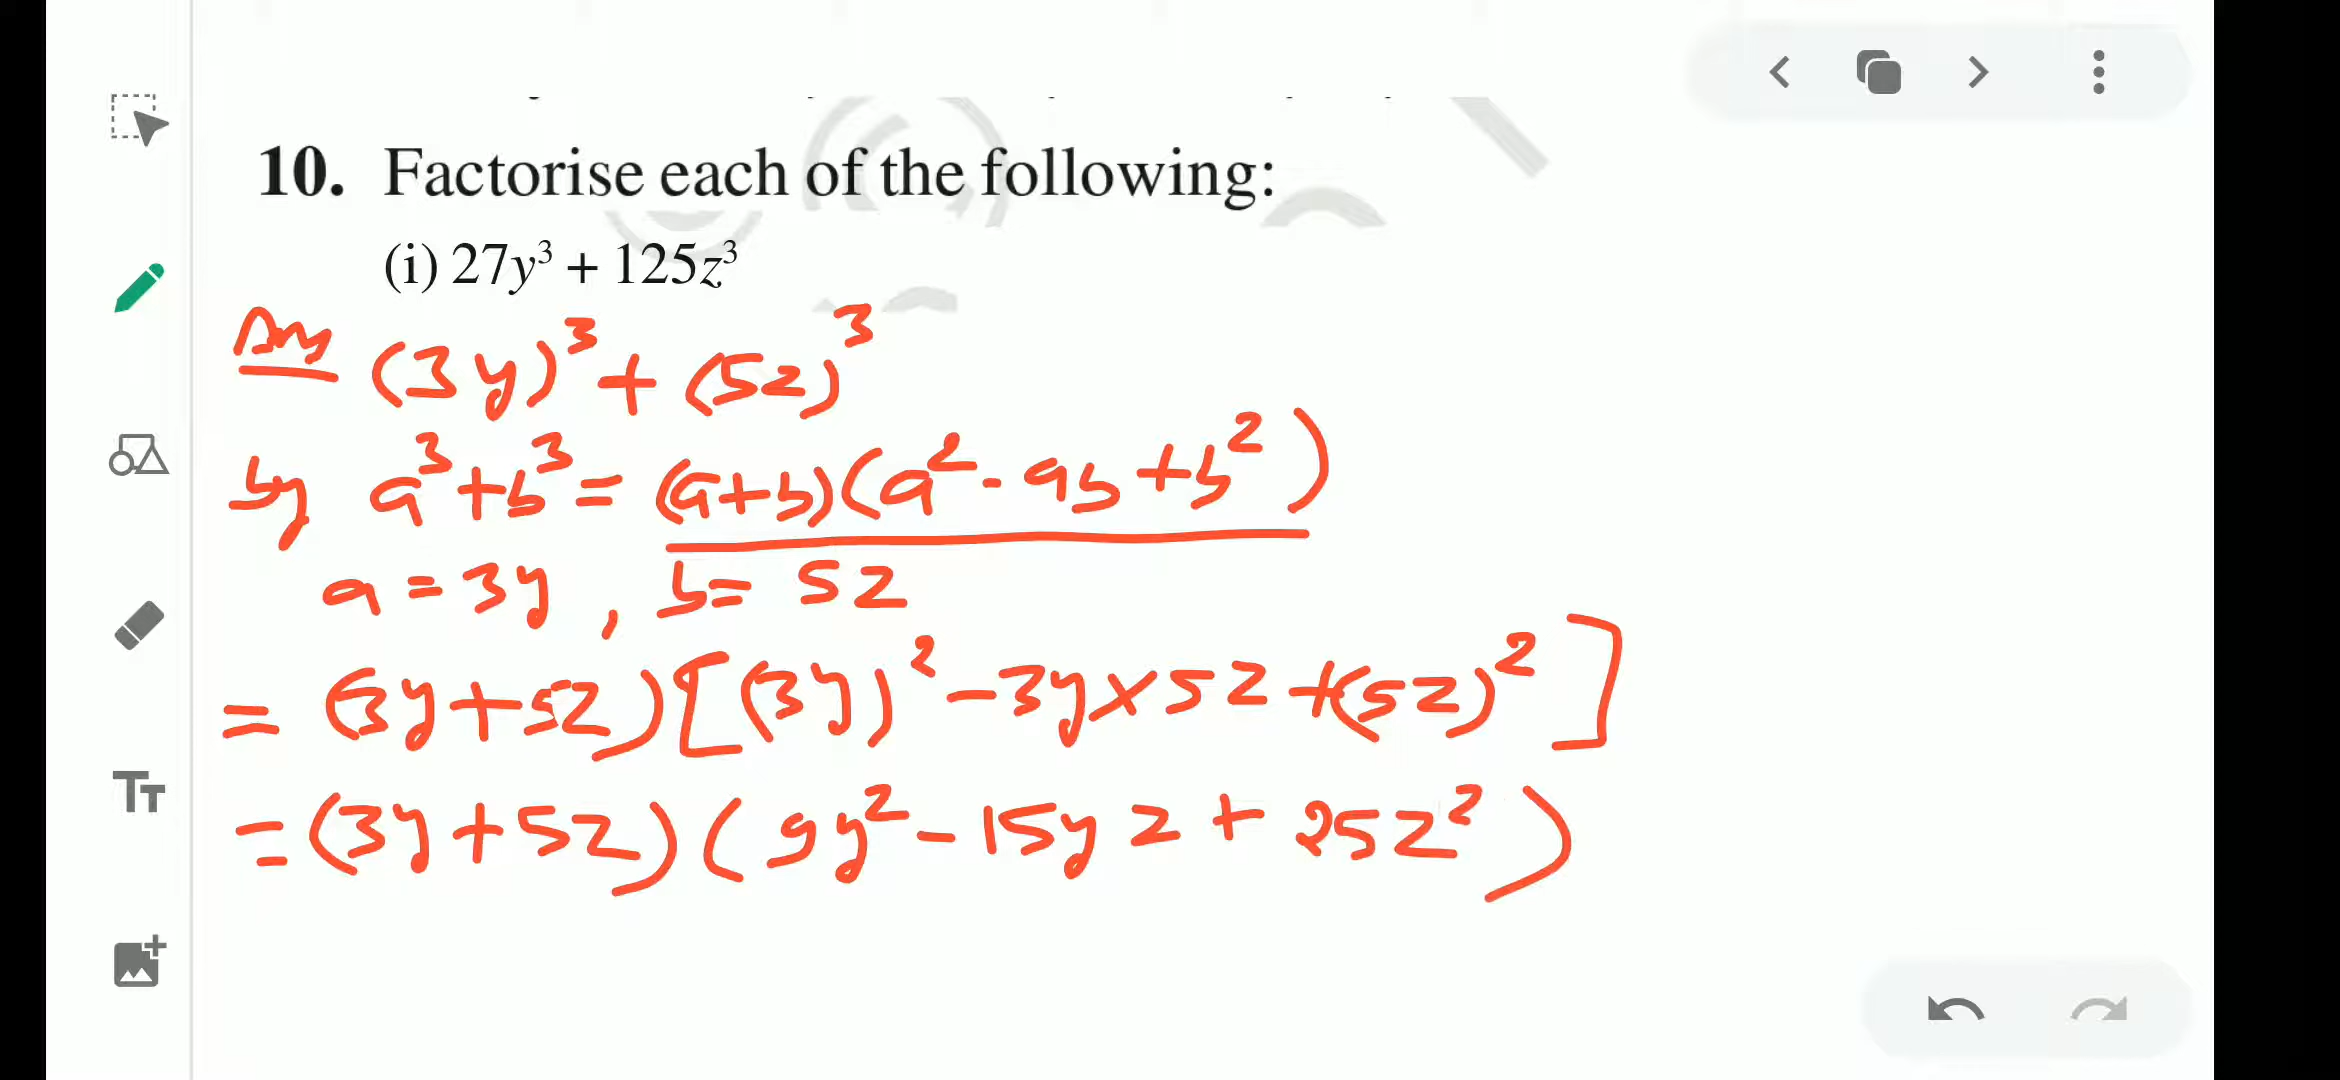 10. Factorise each of the following:
(i) 27y³ + 125z³
Ans (3y)³ + (5z)³
by a³ + b³ = (a+b)(a² - ab + b²)
a = 3y , b = 5z
= (3y + 5z) [(3y)² - 3y × 5z + (5z)²]
= (3y + 5z) (9y² - 15yz + 25z²)